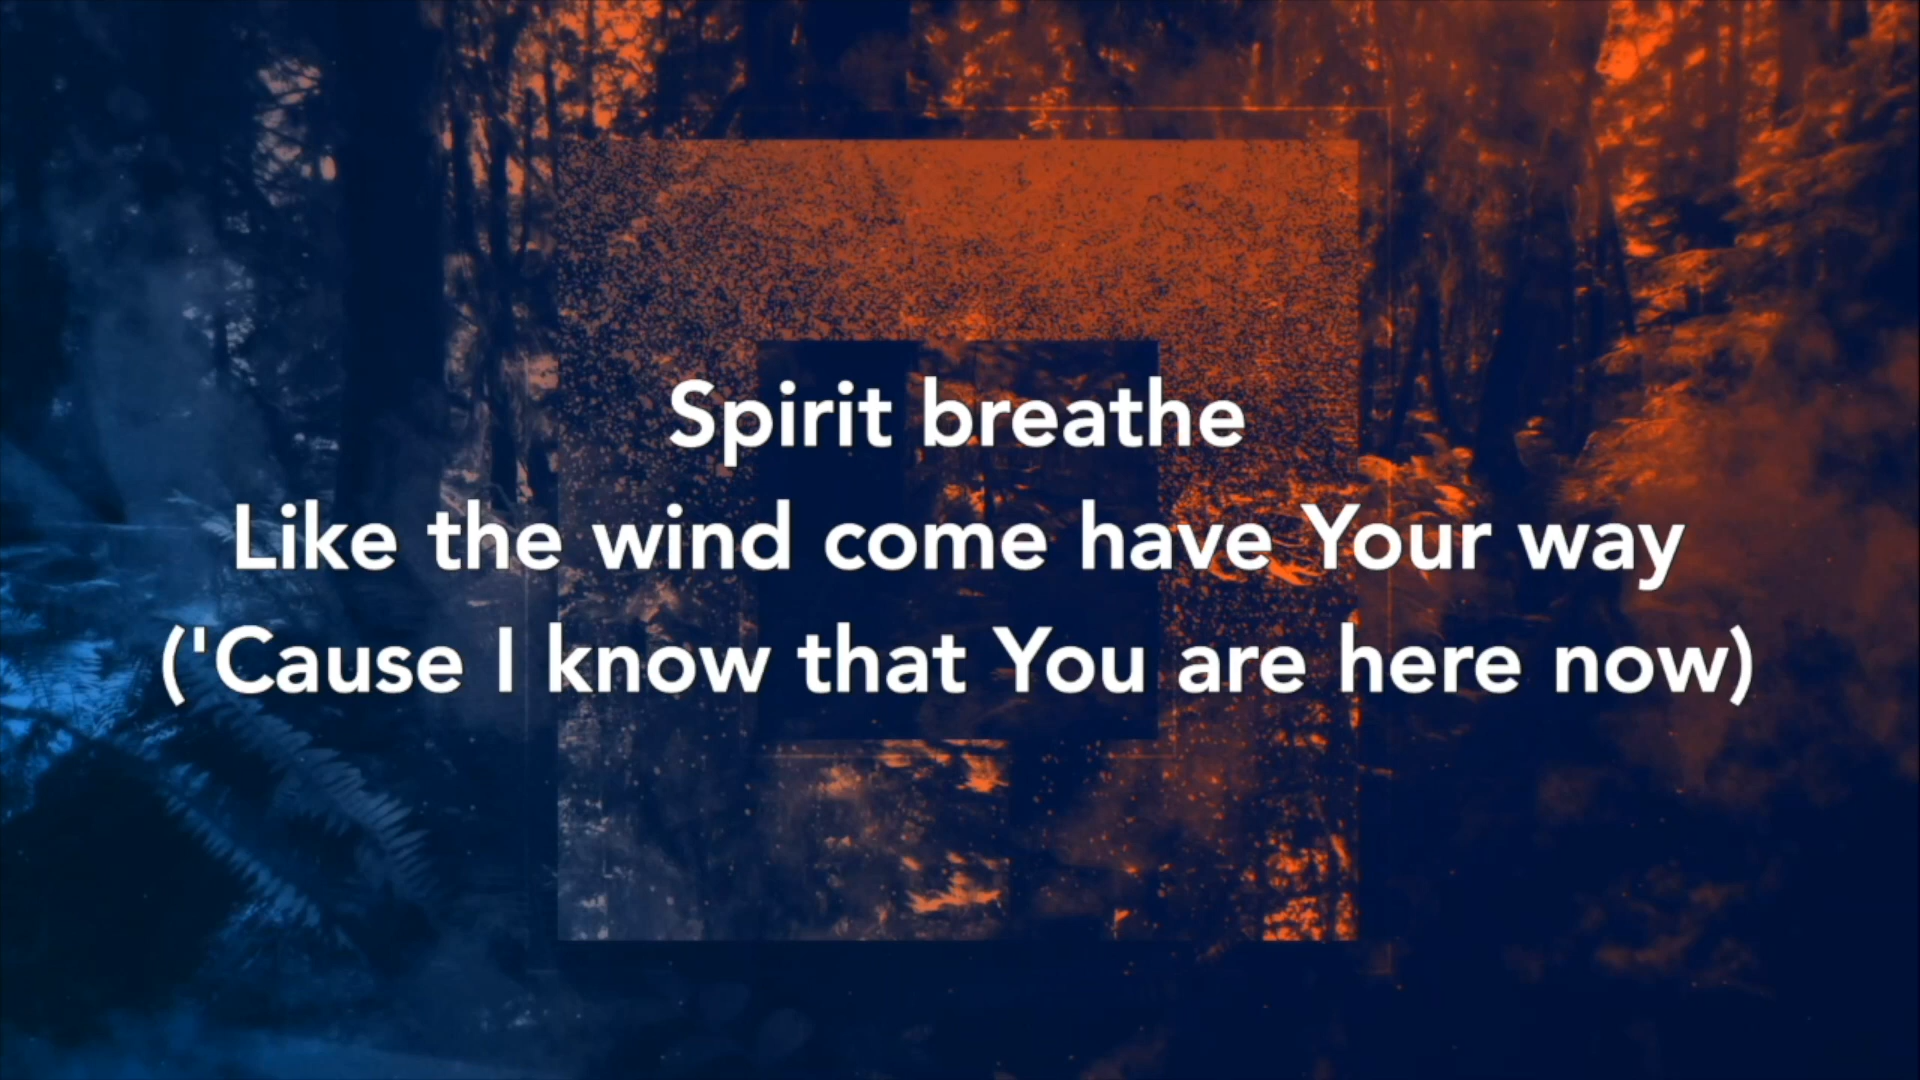 Spirit breathe
Like the wind come have Your way
('Cause I know that You are here now)